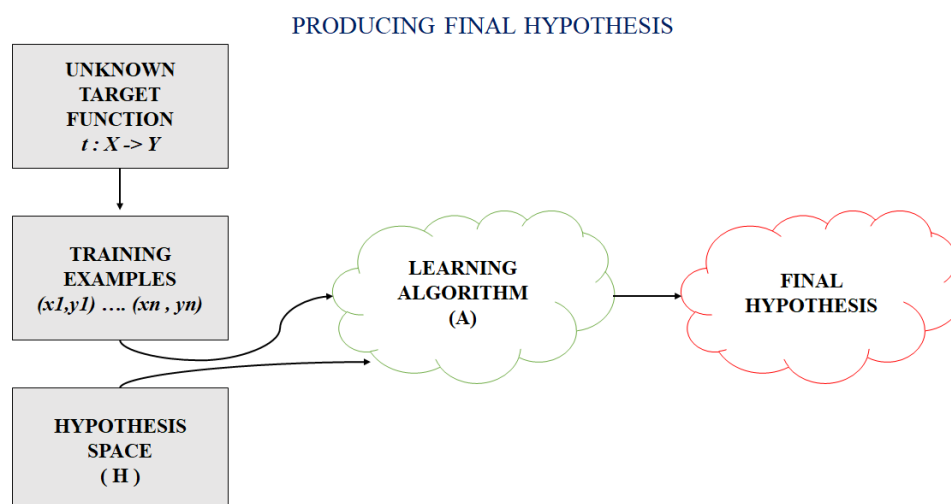 PRODUCING FINAL HYPOTHESIS
UNKNOWN
TARGET
FUNCTION
t : X -> Y
TRAINING
EXAMPLES
(x1,y1) …. (xn , yn)
HYPOTHESIS
SPACE
( H )
LEARNING
ALGORITHM
(A)
FINAL
HYPOTHESIS